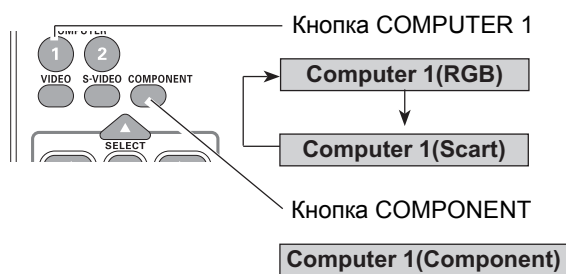 COMPUTER
1 2
VIDEO S-VIDEO COMPONENT
SELECT
Кнопка COMPUTER 1
Computer 1(RGB)
Computer 1(Scart)
Кнопка COMPONENT
Computer 1(Component)